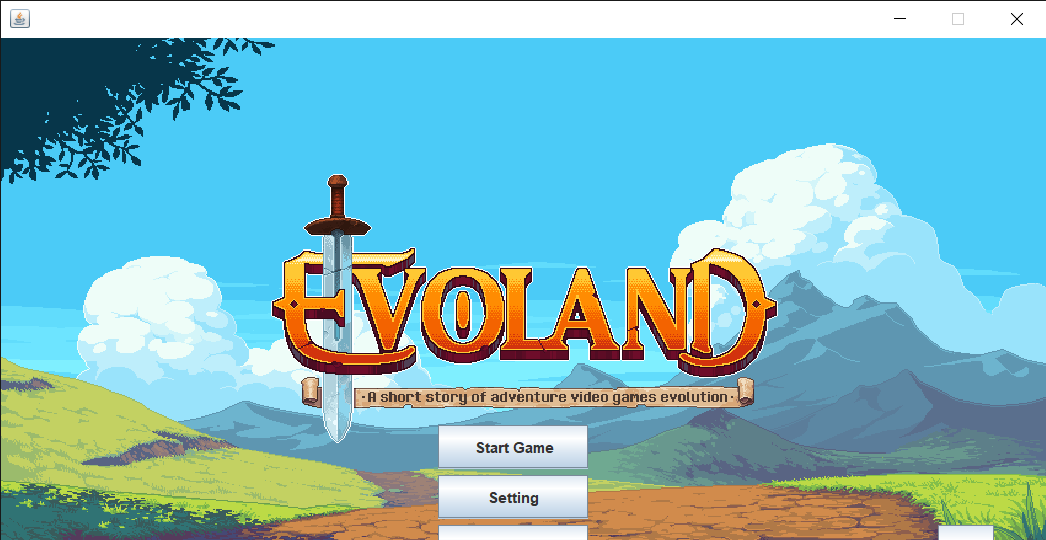 EVOLAND
·A short story of adventure video games evolution·
Start Game
Setting